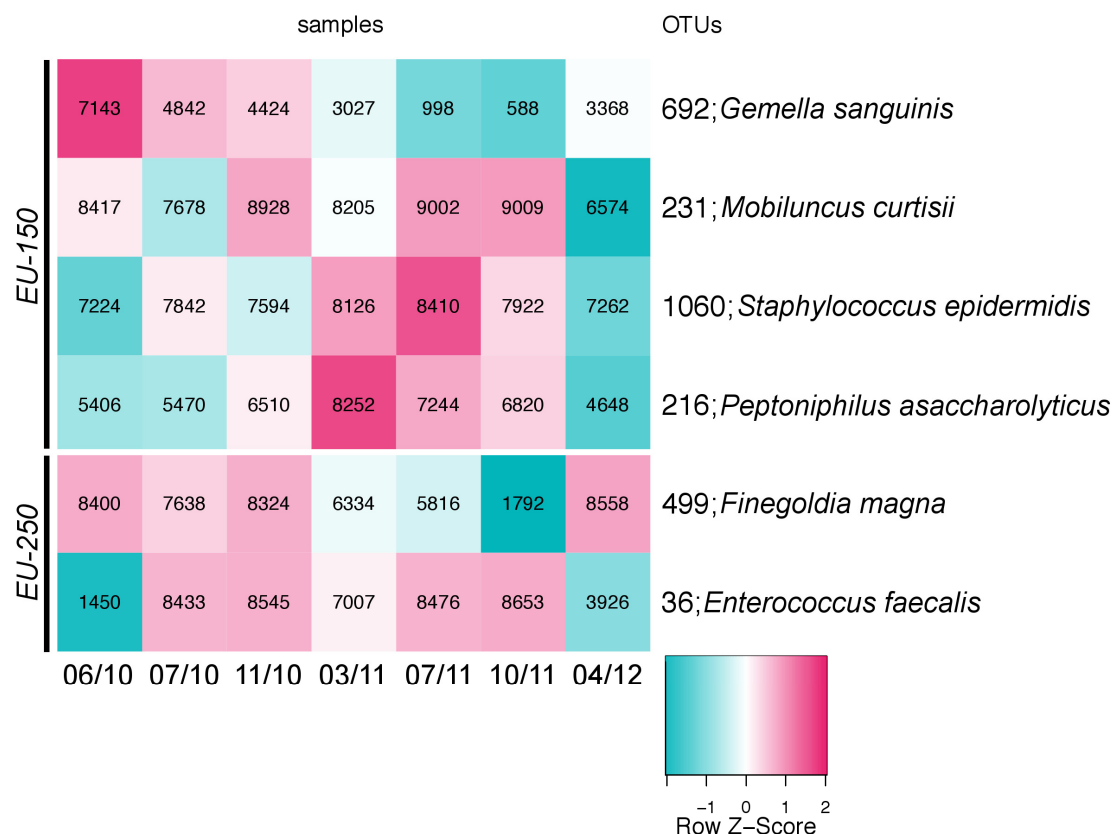 samples OTUs
EU-150
7143 4842 4424 3027 998 588 3368 692;Gemella sanguinis
8417 7678 8928 8205 9002 9009 6574 231;Mobiluncus curtisii
7224 7842 7594 8126 8410 7922 7262 1060;Staphylococcus epidermidis
5406 5470 6510 8252 7244 6820 4648 216;Peptoniphilus asaccharolyticus
EU-250
8400 7638 8324 6334 5816 1792 8558 499;Finegoldia magna
1450 8433 8545 7007 8476 8653 3926 36;Enterococcus faecalis
06/10 07/10 11/10 03/11 07/11 10/11 04/12
−1 0 1 2
Row Z−Score